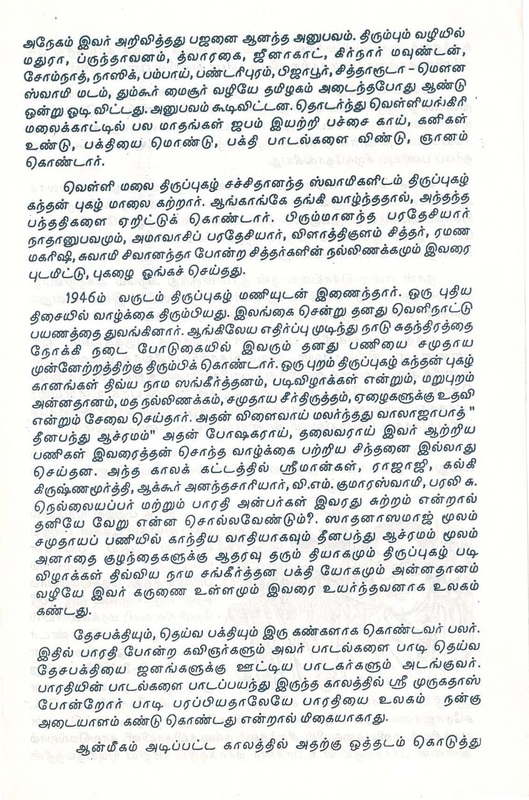 அநேகம் இவர் அறிவித்தது பஜனை ஆனந்த அனுபவம். திரும்பும் வழியில்
மதுரா, ப்ருந்தாவனம், த்வாரகை, ஜீனாகாட், கிர்நார் மவுண்டன்,
சோம்நாத், நாஸிக், பம்பாய், பண்டரிபுரம், பிஜாபூர், சித்தாரூடா - மௌன
ஸ்வாமி மடம், தும்கூர் மைசூர் வழியே தமிழகம் அடைந்தபோது ஆண்டு
ஒன்று ஓடி விட்டது. அனுபவம் கூடிவிட்டன. தொடர்ந்து வெள்ளியங்கிரி
மலைக்காட்டில் பல மாதங்கள் ஜபம் இயற்றி பச்சை காய், கனிகள்
உண்டு, பக்தியை மொண்டு, பக்தி பாடல்களை விண்டு, ஞானம்
கொண்டார்.
வெள்ளி மலை திருப்புகழ் சச்சிதானந்த ஸ்வாமிகளிடம் திருப்புகழ்
கந்தன் புகழ் மாலை கற்றார். ஆங்காங்கே தங்கி வாழ்ந்ததால், அந்தந்த
பந்ததிகளை ஏறிட்டுக் கொண்டார். பிரும்மானந்த பரதேசியார்
நாதானுபவமும், அமாவாசிப் பரதேசியார், விளாத்திகுளம் சித்தர், ரமண
மகரிஷி, சுவாமி சிவானந்தா போன்ற சித்தர்களின் நல்லிணக்கமும் இவரை
புடமிட்டு, புகழை ஓங்கச் செய்தது.
1946ம் வருடம் திருப்புகழ் மணியுடன் இணைந்தார். ஒரு புதிய
திசையில் வாழ்க்கை திரும்பியது. இலங்கை சென்று தனது வெளிநாட்டு
பயணத்தை துவங்கினார். ஆங்கிலேய எதிர்ப்பு முடிந்து நாடு சுதந்திரத்தை
நோக்கி நடை போடுகையில் இவரும் தனது பணியை சமுதாய
முன்னேற்றத்திற்கு திரும்பிக் கொண்டார். ஒரு புறம் திருப்புகழ் கந்தன் புகழ்
கானங்கள் திவ்ய நாம ஸங்கீர்த்தனம், படிவிழாக்கள் என்றும், மறுபுறம்
அன்னதானம், மத நல்லிணக்கம், சமுதாய சீர்திருத்தம், ஏழைகளுக்கு உதவி
என்றும் சேவை செய்தார். அதன் விளைவாய் மலர்ந்தது வாலாஜாபாத் "
தீனபந்து ஆச்ரமம்" அதன் போஷகராய், தலைவராய் இவர் ஆற்றிய
பணிகள் இவரைத்தன் சொந்த வாழ்க்கை பற்றிய சிந்தனை இல்லாது
செய்தன. அந்த காலக் கட்டத்தில் ஸ்ரீமான்கள், ராஜாஜி, கல்கி
கிருஷ்ணமூர்த்தி, ஆக்கூர் அனந்தசாரியார், வி.எம். குமாரஸ்வாமி, பரலி சு.
நெல்லையப்பர் மற்றும் பாரதி அன்பர்கள் இவரது சுற்றம் என்றால்
தனியே வேறு என்ன சொல்லவேண்டும்?. ஸாதனாஸமாஜ் மூலம்
சமுதாயப் பணியில் காந்திய வாதியாகவும் தீனபந்து ஆச்ரமம் மூலம்
அனாதை குழந்தைகளுக்கு ஆதரவு தரும் தியாகமும் திருப்புகழ் படி
விழாக்கள் திவ்விய நாம சங்கீர்த்தன பக்தி யோகமும் அன்னதானம்
வழியே இவர் கருணை உள்ளமும் இவரை உயர்ந்தவனாக உலகம்
கண்டது.
தேசபக்தியும், தெய்வ பக்தியும் இரு கண்களாக கொண்டவர் பலர்.
இதில் பாரதி போன்ற கவிஞர்களும் அவர் பாடல்களை பாடி தெய்வ
தேசபக்தியை ஜனங்களுக்கு ஊட்டிய பாடகர்களும் அடங்குவர்.
பாரதியின் பாடல்களை பாடப்பயந்து இருந்த காலத்தில் ஸ்ரீ முருகதாஸ்
போன்றோர் பாடி பரப்பியதாலேயே பாரதியை உலகம் நன்கு
அடையாளம் கண்டு கொண்டது என்றால் மிகையாகாது.
ஆன்மீகம் அடிப்பட்ட காலத்தில் அதற்கு ஒத்தடம் கொடுத்து